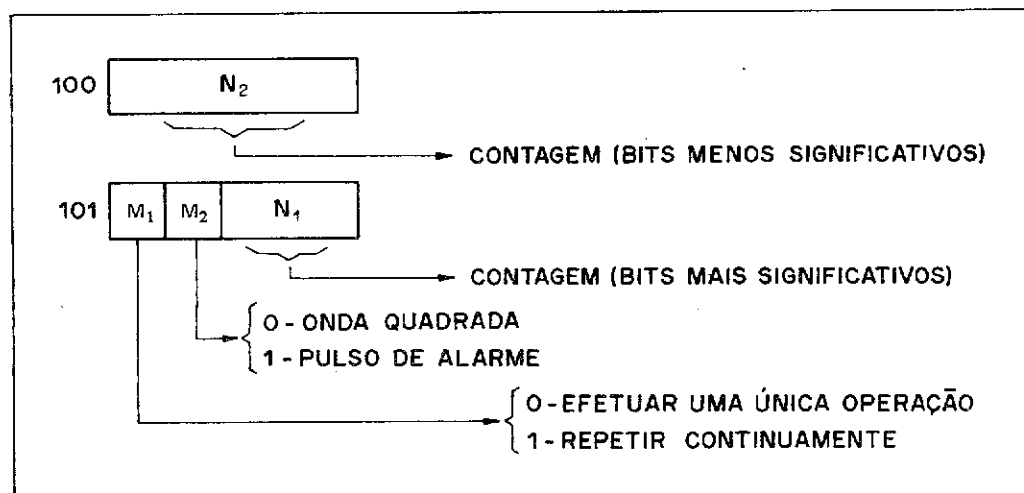 100 N₂
CONTAGEM (BITS MENOS SIGNIFICATIVOS)
101 M₁ M₂ N₁
CONTAGEM (BITS MAIS SIGNIFICATIVOS)
0 - ONDA QUADRADA
1 - PULSO DE ALARME
0 - EFETUAR UMA ÚNICA OPERAÇÃO
1 - REPETIR CONTINUAMENTE